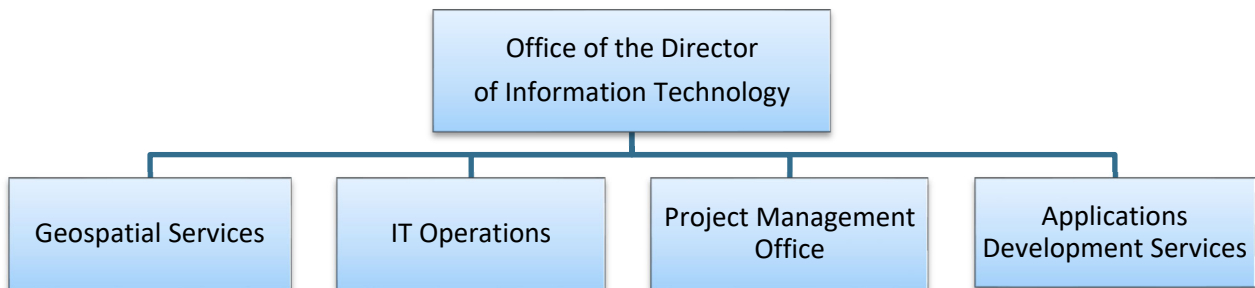 Office of the Director
of Information Technology
Geospatial Services
IT Operations
Project Management
Office
Applications
Development Services